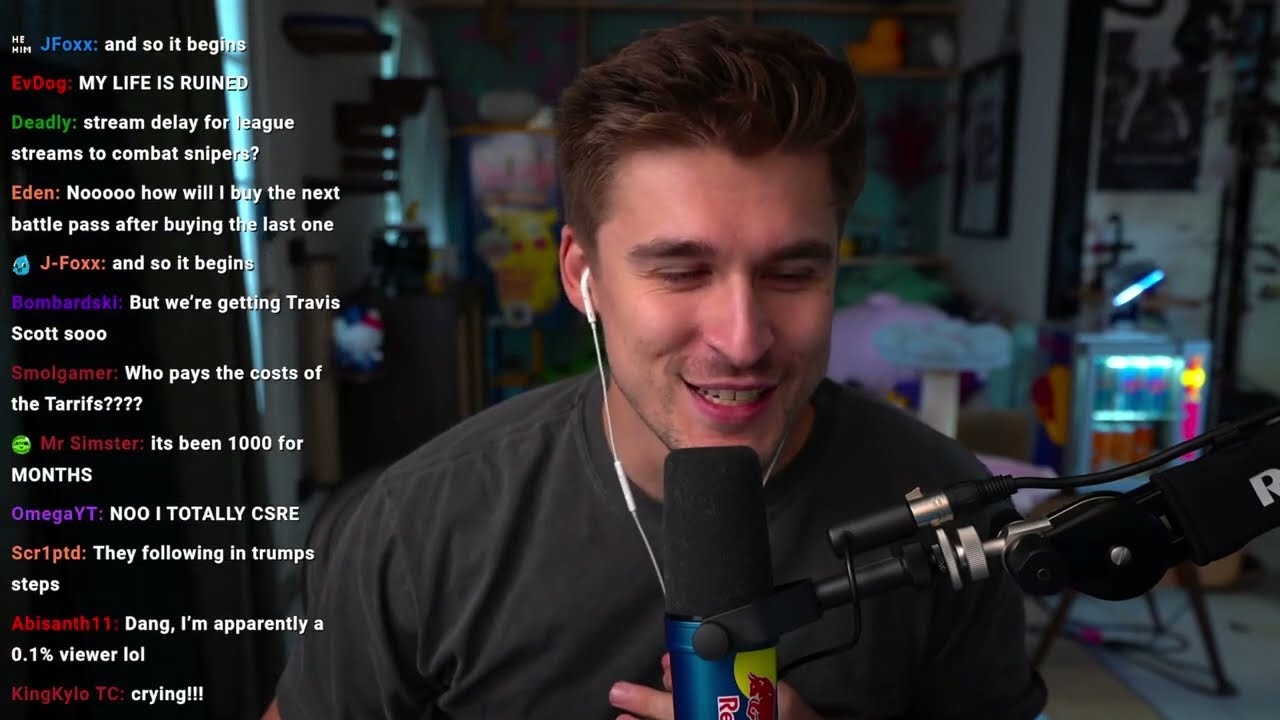 HE
HIM
JFoxx: and so it begins
EvDog: MY LIFE IS RUINED
Deadly: stream delay for league
streams to combat snipers?
Eden: Nooooo how will I buy the next
battle pass after buying the last one
J-Foxx: and so it begins
Bombardski: But we're getting Travis
Scott sooo
Smolgamer: Who pays the costs of
the Tarrifs????
Mr Simster: its been 1000 for
MONTHS
OmegaYT: NOO I TOTALLY CSRE
Scr1ptd: They following in trumps
steps
Abisanth11: Dang, I'm apparently a
0.1% viewer lol
KingKylo TC: crying!!!